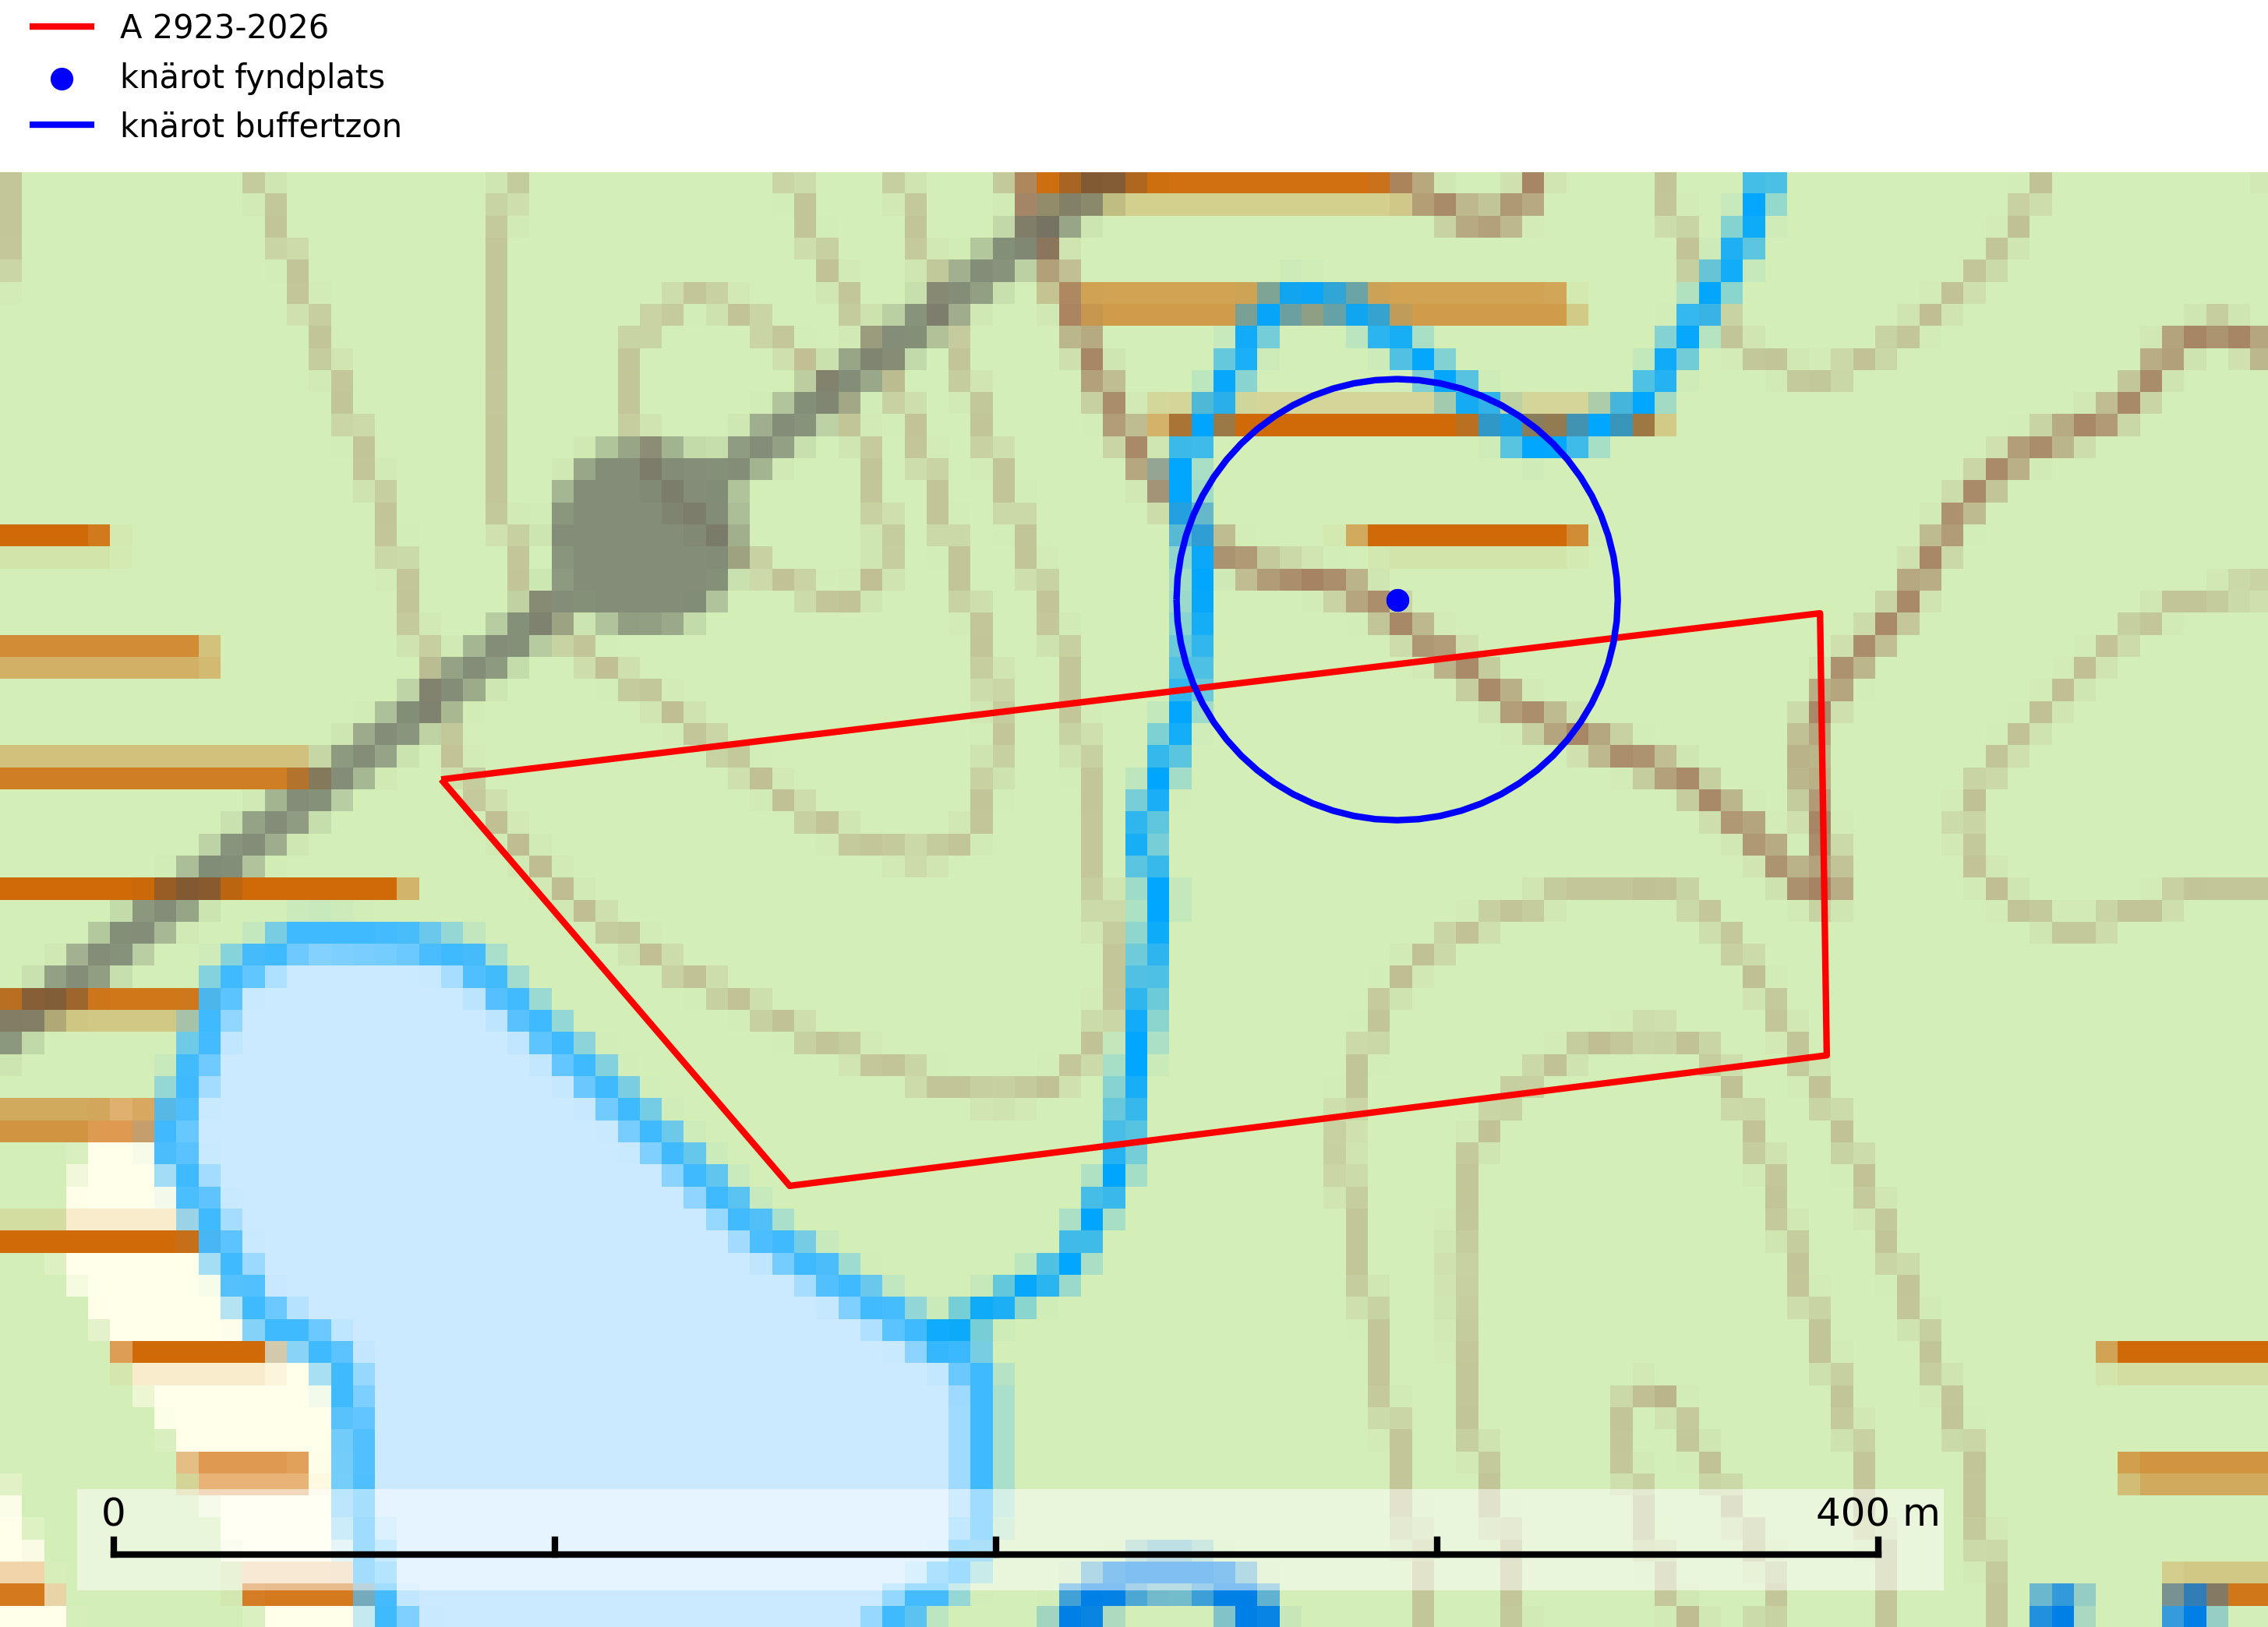 A 2923-2026
knärot fyndplats
knärot buffertzon
0
400 m